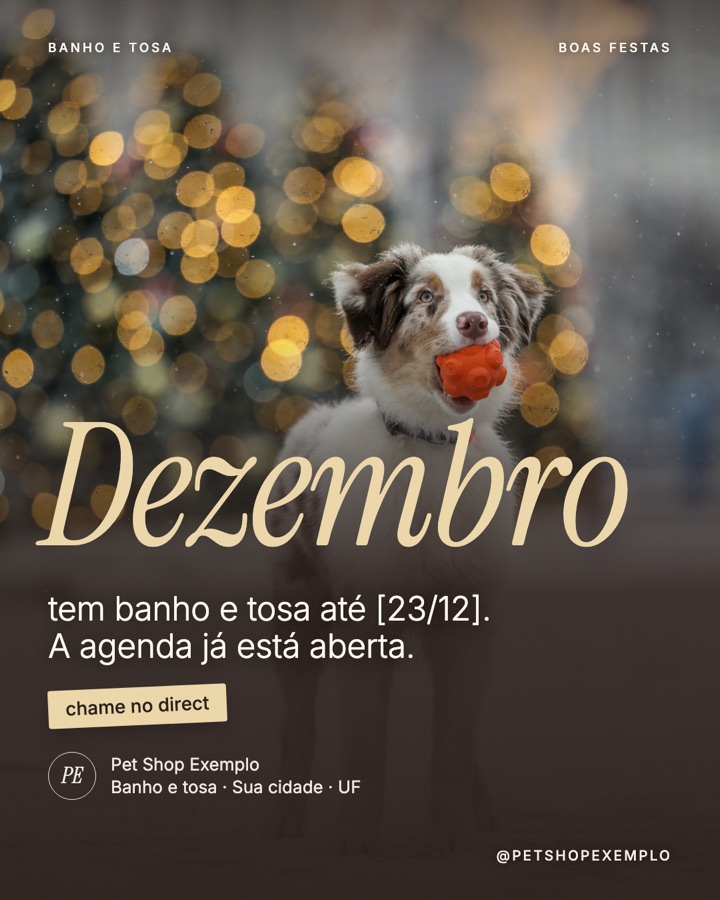 BANHO E TOSA
BOAS FESTAS
Dezembro
tem banho e tosa até [23/12].
A agenda já está aberta.
chame no direct
PE
Pet Shop Exemplo
Banho e tosa · Sua cidade · UF
@PETSHOPEXEMPLO